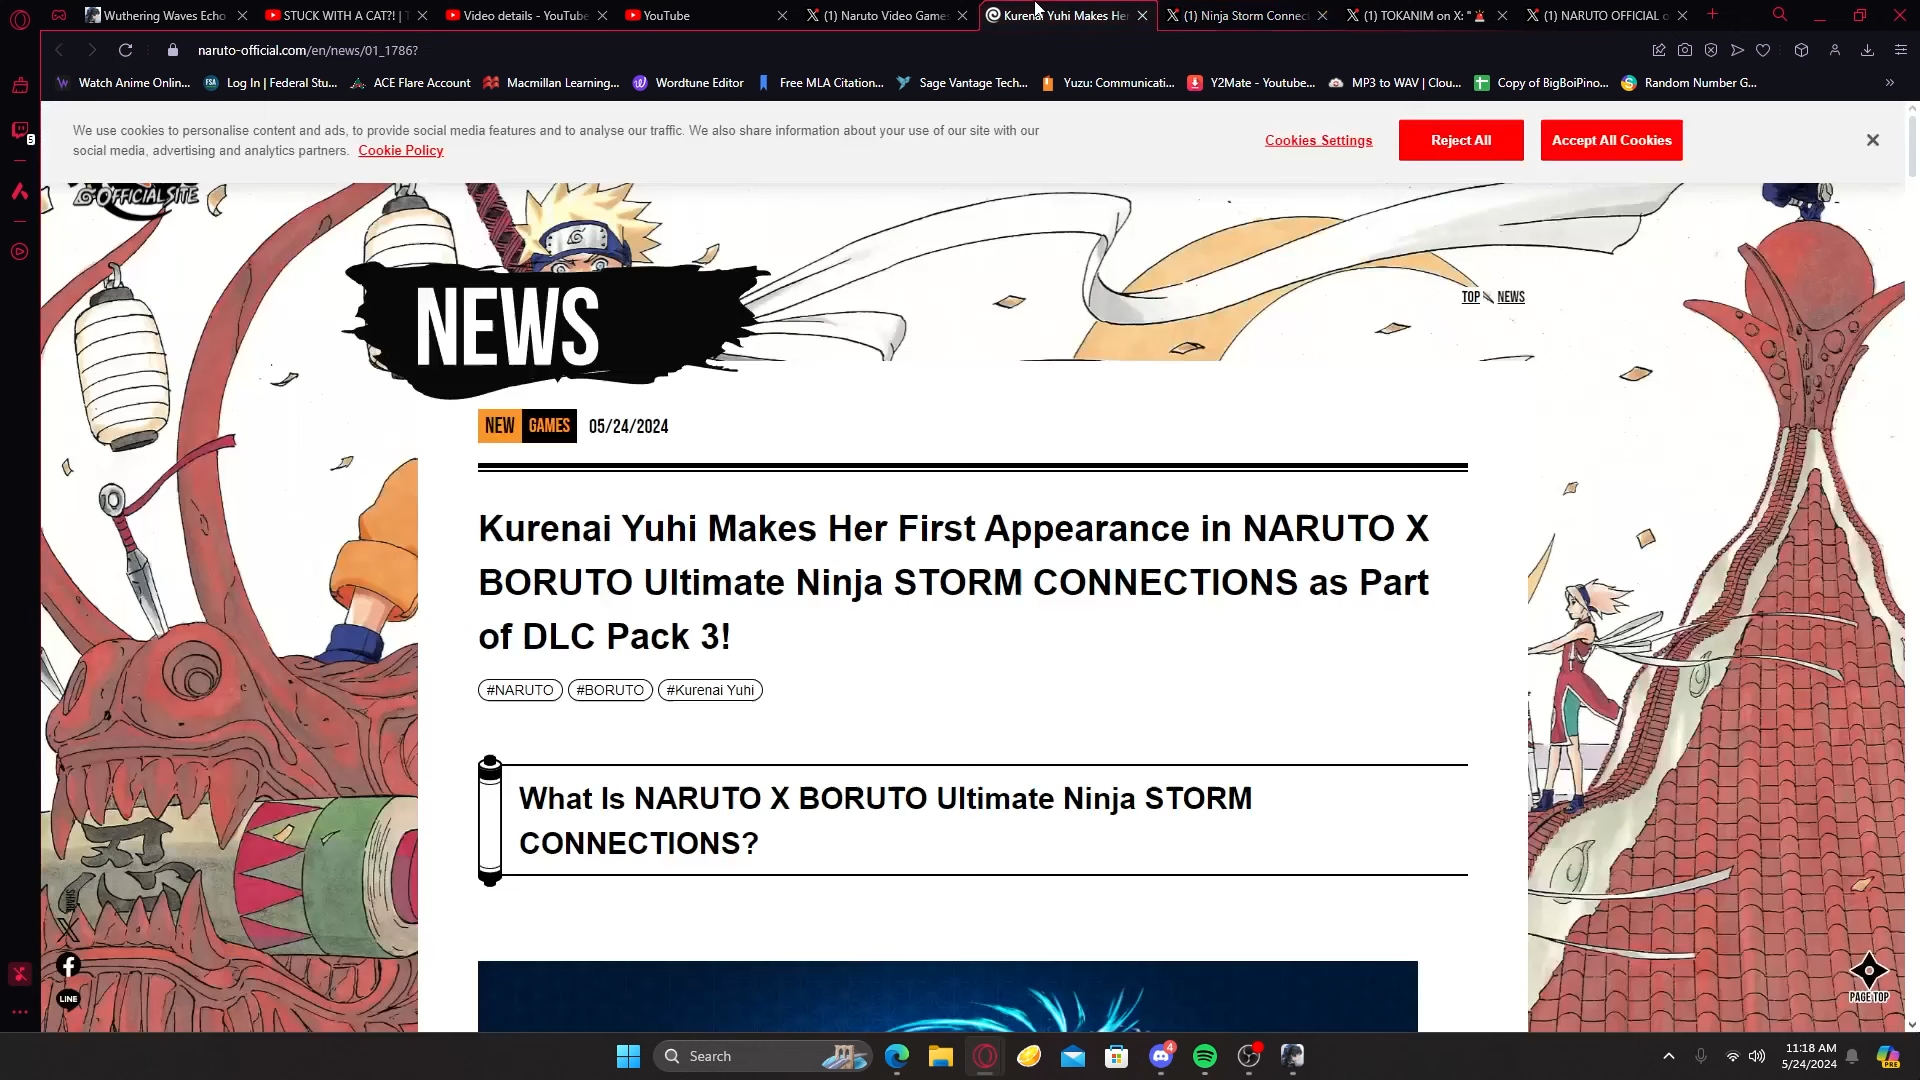 Wuthering Waves Echo
STUCK WITH A CAT?! | T
Video details - YouTube
YouTube
(1) Naruto Video Games
Kurenai Yuhi Makes Her
(1) Ninja Storm Connect
(1) TOKANIM on X: "🚨
(1) NARUTO OFFICIAL o
naruto-official.com/en/news/01_1786?
Watch Anime Onlin...
Log In | Federal Stu...
ACE Flare Account
Macmillan Learning...
Wordtune Editor
Free MLA Citation...
Sage Vantage Tech...
Yuzu: Communicati...
Y2Mate - Youtube...
MP3 to WAV | Clou...
Copy of BigBoiPino...
Random Number G...
5
We use cookies to personalise content and ads, to provide social media features and to analyse our traffic. We also share information about your use of our site with our
social media, advertising and analytics partners. Cookie Policy
Cookies Settings
Reject All
Accept All Cookies
OFFICIAL SITE
NEWS
TOP NEWS
NEW GAMES 05/24/2024
Kurenai Yuhi Makes Her First Appearance in NARUTO X
BORUTO Ultimate Ninja STORM CONNECTIONS as Part
of DLC Pack 3!
#NARUTO #BORUTO #Kurenai Yuhi
What Is NARUTO X BORUTO Ultimate Ninja STORM
CONNECTIONS?
忍
SHARE
LINE
PAGE TOP
Search
4
11:18 AM
5/24/2024
PRE